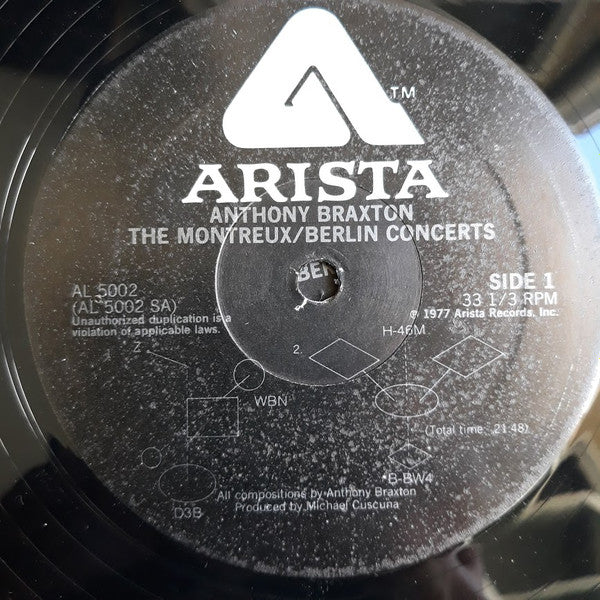 TM
ARISTA
ANTHONY BRAXTON
THE MONTREUX/BERLIN CONCERTS
BER
AL 5002
(AL 5002 SA)
Unauthorized duplication is a
violation of applicable laws.
SIDE 1
33 1/3 RPM
℗ 1977 Arista Records, Inc.
H-46M
2.
WBN
(Total time 21:48)
B-BW4
D3B
All compositions by Anthony Braxton
Produced by Michael Cuscuna